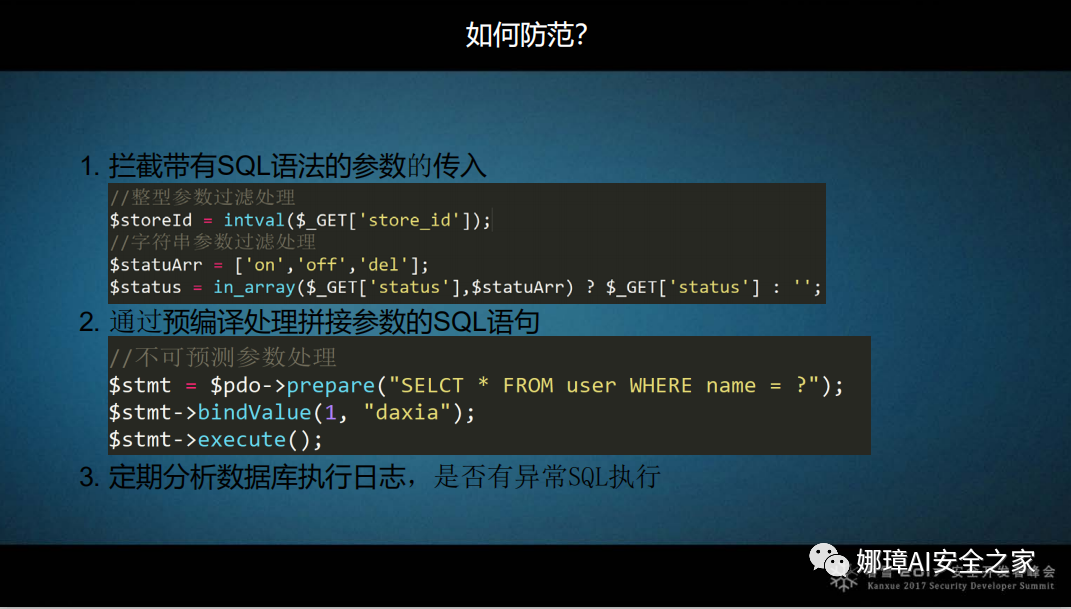 如何防范?
1. 拦截带有SQL语法的参数的传入
//整型参数过滤处理
$storeId = intval($_GET['store_id']);
//字符串参数过滤处理
$statuArr = ['on','off','del'];
$status = in_array($_GET['status'],$statuArr) ? $_GET['status'] : '';
2. 通过预编译处理拼接参数的SQL语句
//不可预测参数处理
$stmt = $pdo->prepare("SELCT * FROM user WHERE name = ?");
$stmt->bindValue(1, "daxia");
$stmt->execute();
3. 定期分析数据库执行日志，是否有异常SQL执行
娜璋AI安全之家
2017 安全开发者峰会
Kanxue 2017 Security Developer Summit